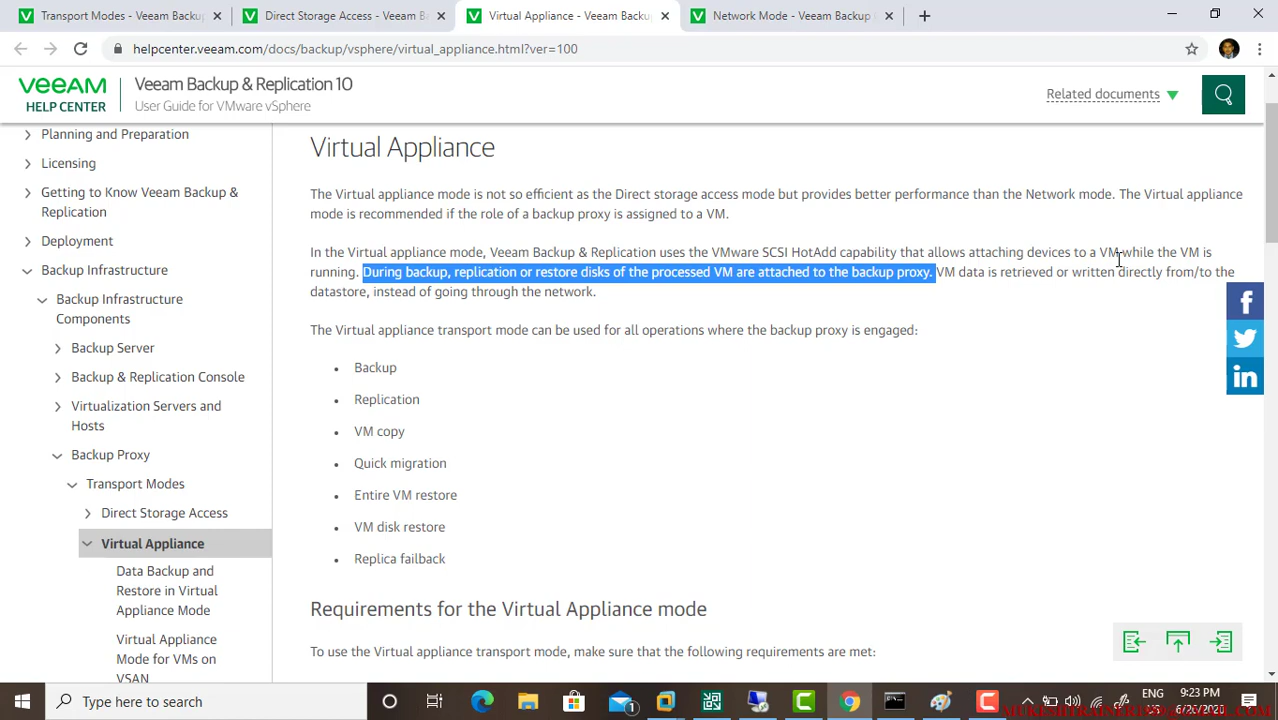 Transport Modes - Veeam Backup
Direct Storage Access - Veeam B
Virtual Appliance - Veeam Backup
Network Mode - Veeam Backup
helpcenter.veeam.com/docs/backup/vsphere/virtual_appliance.html?ver=100
veeAM
HELP CENTER
Veeam Backup & Replication 10
User Guide for VMware vSphere
Related documents
Planning and Preparation
Licensing
Getting to Know Veeam Backup &
Replication
Deployment
Backup Infrastructure
Backup Infrastructure
Components
Backup Server
Backup & Replication Console
Virtualization Servers and
Hosts
Backup Proxy
Transport Modes
Direct Storage Access
Virtual Appliance
Data Backup and
Restore in Virtual
Appliance Mode
Virtual Appliance
Mode for VMs on
VSAN
Virtual Appliance
The Virtual appliance mode is not so efficient as the Direct storage access mode but provides better performance than the Network mode. The Virtual appliance
mode is recommended if the role of a backup proxy is assigned to a VM.
In the Virtual appliance mode, Veeam Backup & Replication uses the VMware SCSI HotAdd capability that allows attaching devices to a VM while the VM is
running. During backup, replication or restore disks of the processed VM are attached to the backup proxy. VM data is retrieved or written directly from/to the
datastore, instead of going through the network.
The Virtual appliance transport mode can be used for all operations where the backup proxy is engaged:
• Backup
• Replication
• VM copy
• Quick migration
• Entire VM restore
• VM disk restore
• Replica failback
Requirements for the Virtual Appliance mode
To use the Virtual appliance transport mode, make sure that the following requirements are met:
Type here to search
1
ENG
US
9:23 PM
6/26/2020